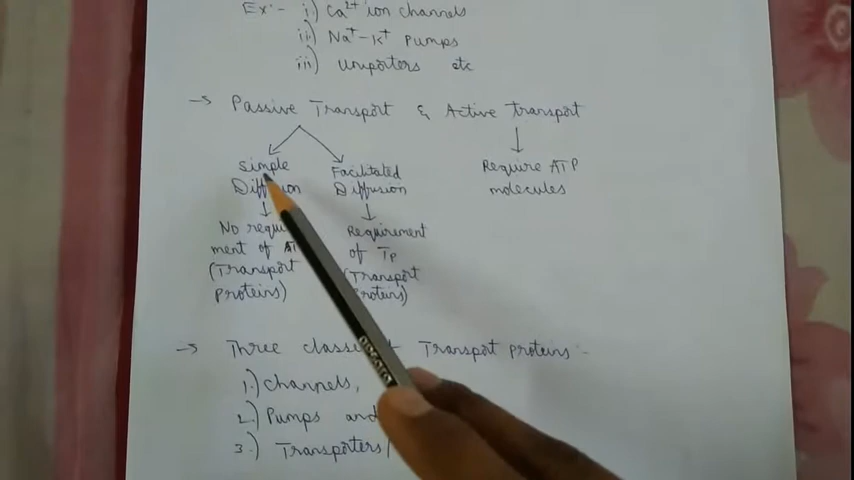 Ex:- i) Ca2+ ion channels
ii) Na+-K+ Pumps
iii) Uniporters etc
→ Passive Transport & Active transport
Simple Diffusion
↓
No require
ment of
(Transport
Proteins)
Facilitated
Diffusion
↓
Requirement
of Tp
(Transport
Proteins)
↓
Require ATP
molecules
→ Three Transport proteins:-
1.) Channels,
2.) Pumps and
3.) Transporters/